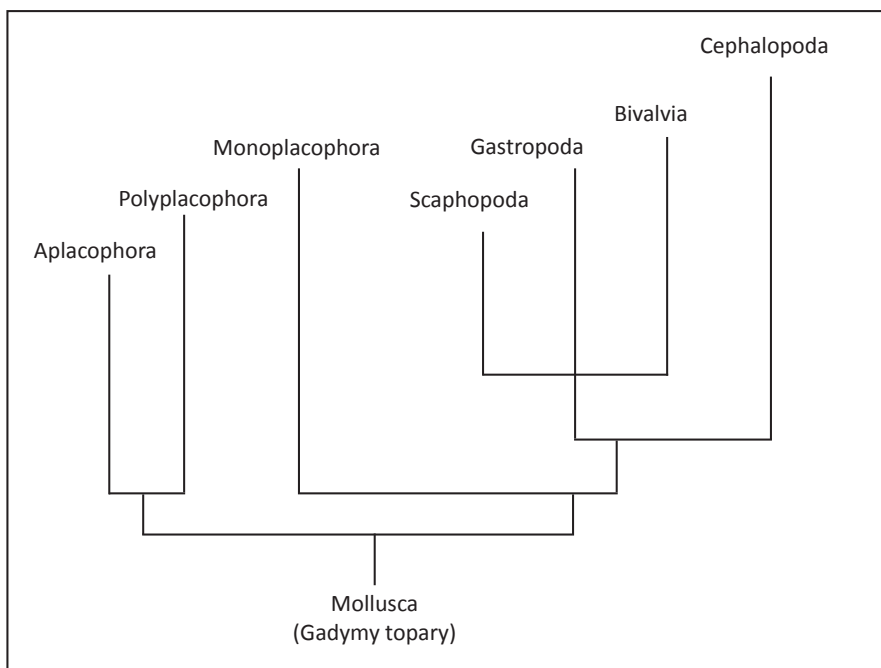 Cephalopoda
Bivalvia
Monoplacophora
Gastropoda
Polyplacophora
Scaphopoda
Aplacophora
Mollusca
(Gadymy topary)